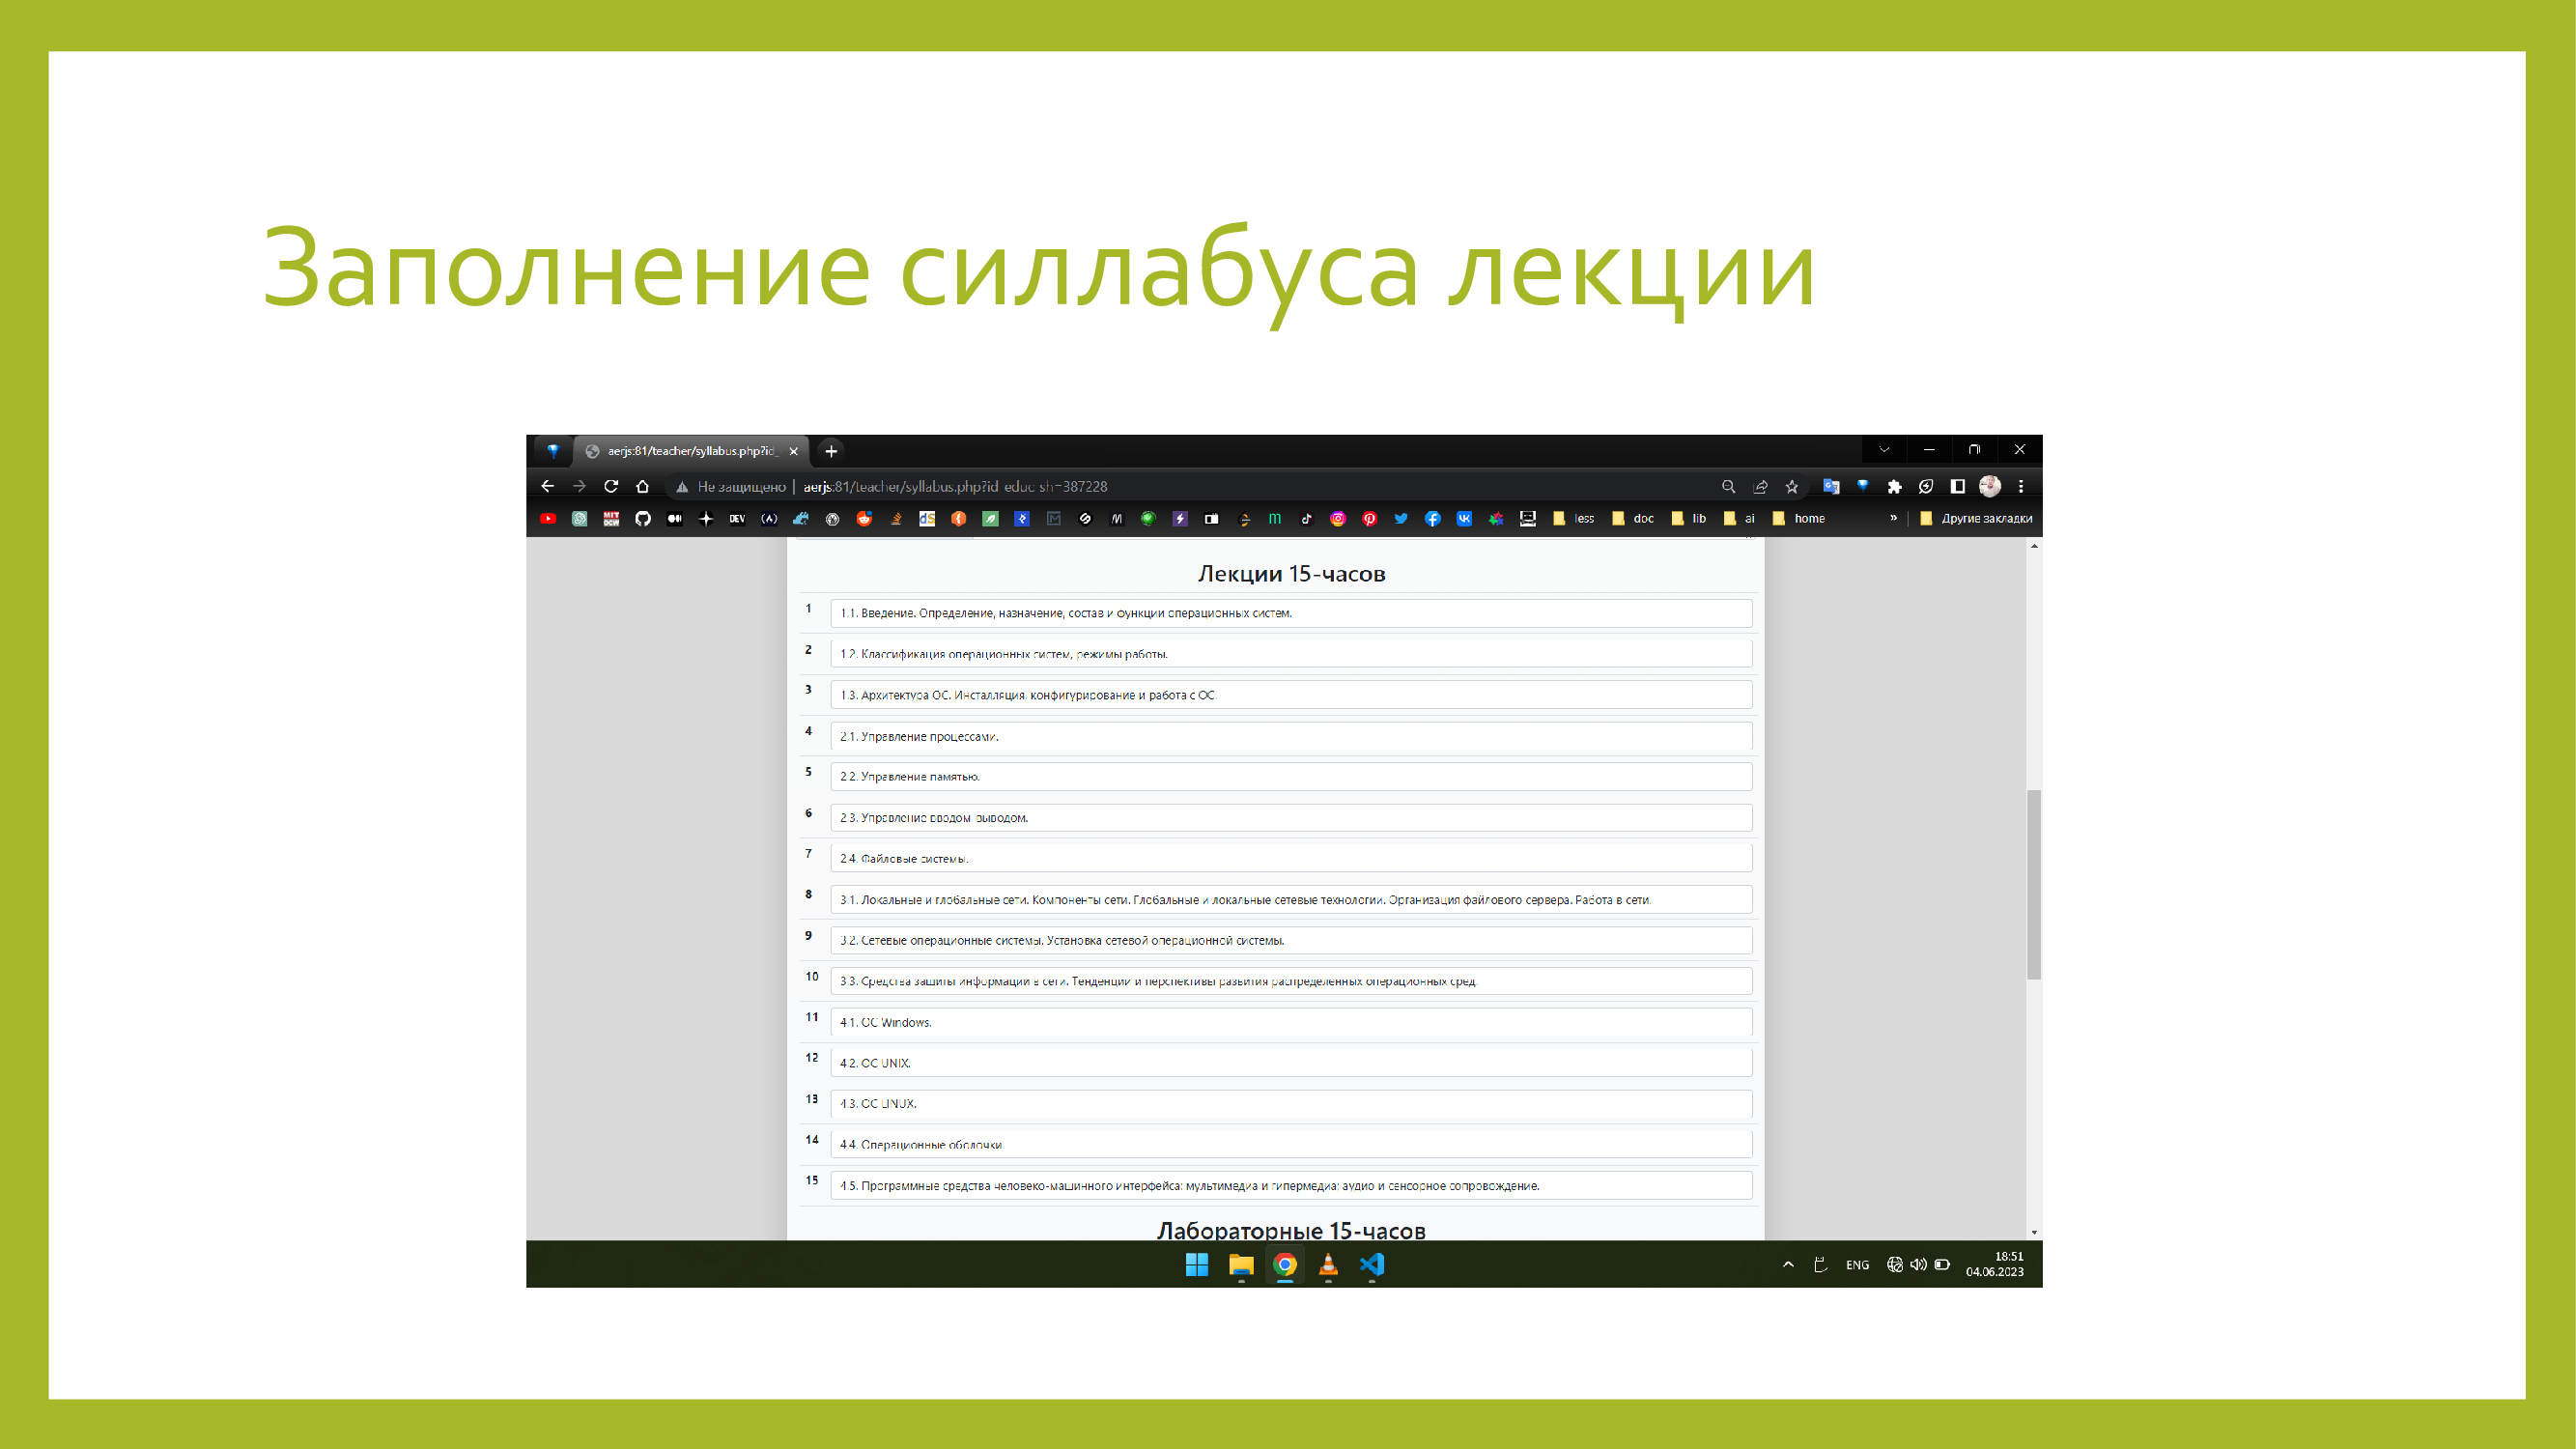 Заполнение силлабуса лекции
aerjs:81/teacher/syllabus.php?id_
Не защищено | aerjs:81/teacher/syllabus.php?id_educ_sh=387228
less doc lib ai home » Другие закладки
Лекции 15-часов
1 1.1. Введение. Определение, назначение, состав и функции операционных систем.
2 1.2. Классификация операционных систем, режимы работы.
3 1.3. Архитектура ОС. Инсталляция, конфигурирование и работа с ОС.
4 2.1. Управление процессами.
5 2.2. Управление памятью.
6 2.3. Управление вводом-выводом.
7 2.4. Файловые системы.
8 3.1. Локальные и глобальные сети. Компоненты сети. Глобальные и локальные сетевые технологии. Организация файлового сервера. Работа в сети.
9 3.2. Сетевые операционные системы. Установка сетевой операционной системы.
10 3.3. Средства защиты информации в сети. Тенденции и перспективы развития распределенных операционных сред.
11 4.1. ОС Windows.
12 4.2. ОС UNIX.
13 4.3. ОС LINUX.
14 4.4. Операционные оболочки.
15 4.5. Программные средства человеко-машинного интерфейса: мультимедиа и гипермедиа; аудио и сенсорное сопровождение.
Лабораторные 15-часов
ENG
18:51
04.06.2023